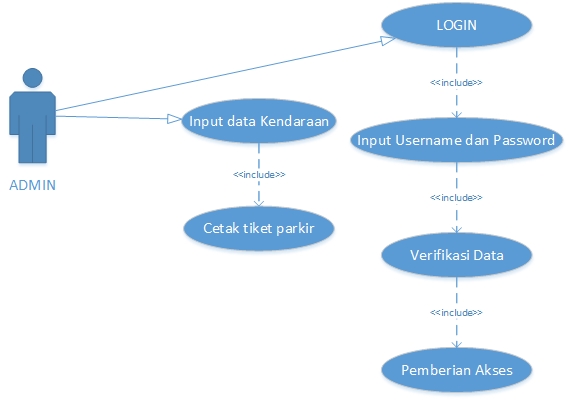 LOGIN
<<include>>
Input data Kendaraan
Input Username dan Password
ADMIN
<<include>>
<<include>>
Cetak tiket parkir
Verifikasi Data
<<include>>
Pemberian Akses